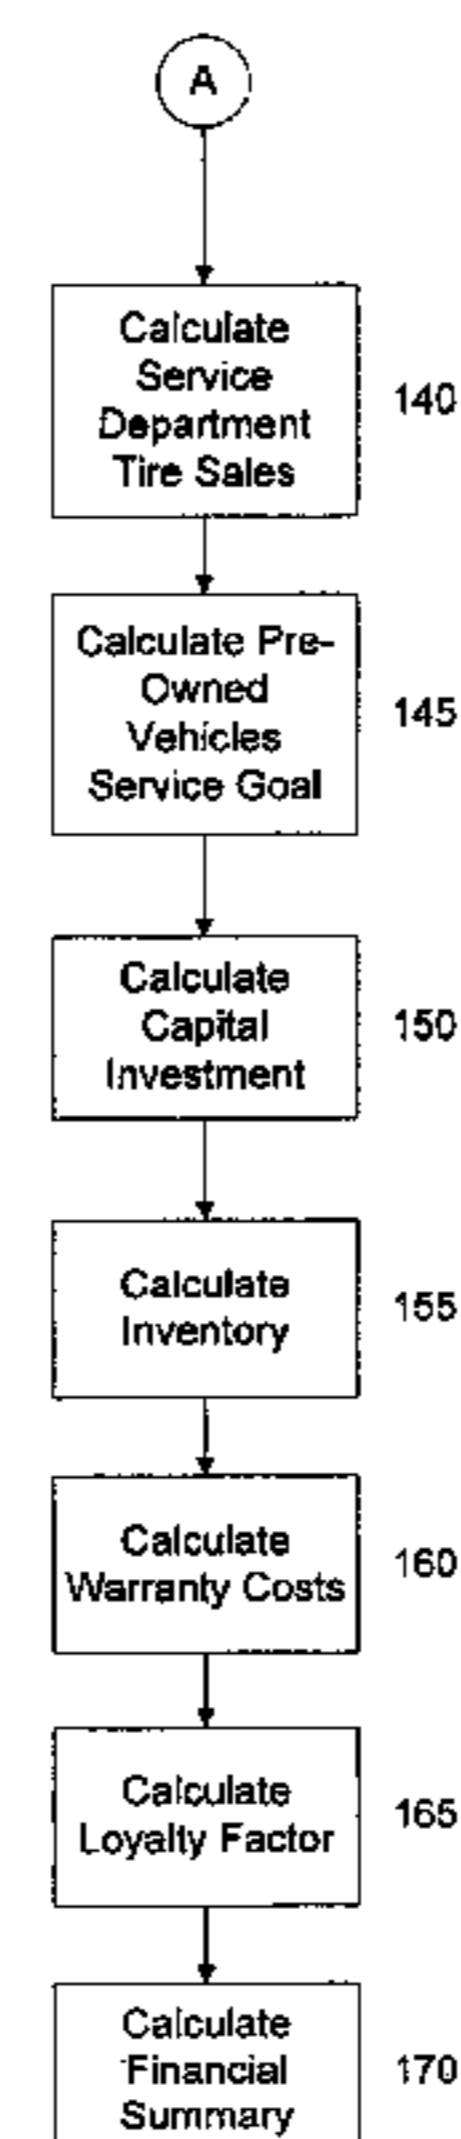 A
Calculate
Service
Department
Tire Sales
140
Calculate Pre-
Owned
Vehicles
Service Goal
145
Calculate
Capital
Investment
150
Calculate
Inventory
155
Calculate
Warranty Costs
160
Calculate
Loyalty Factor
165
Calculate
Financial
Summary
170